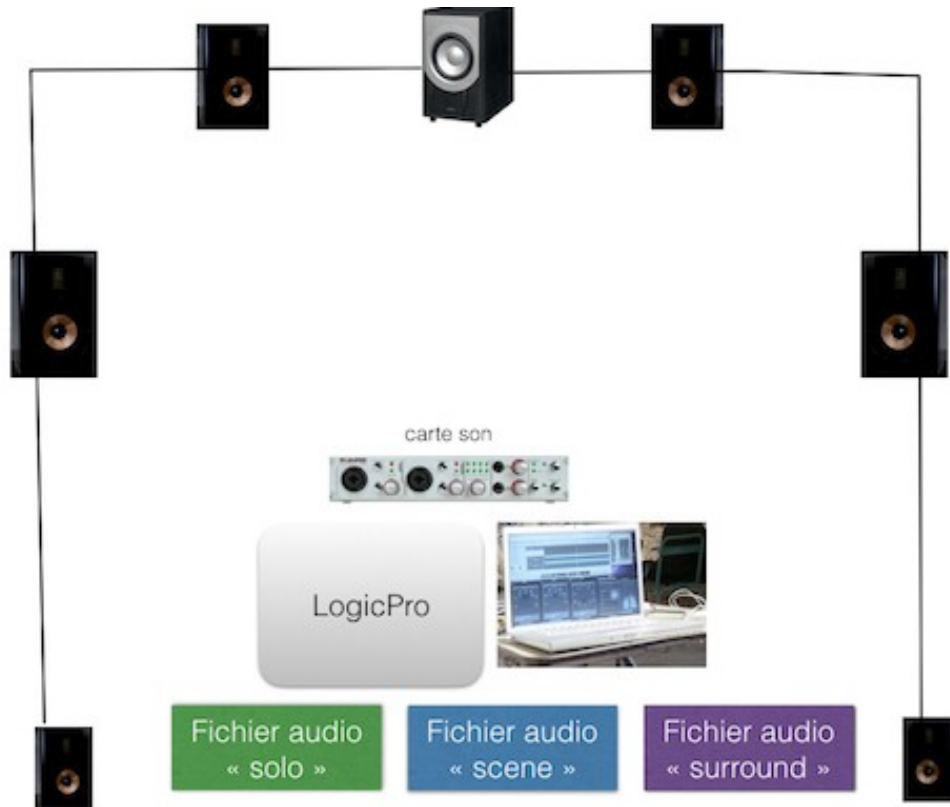 carte son
LogicPro
Fichier audio
« solo »
Fichier audio
« scene »
Fichier audio
« surround »